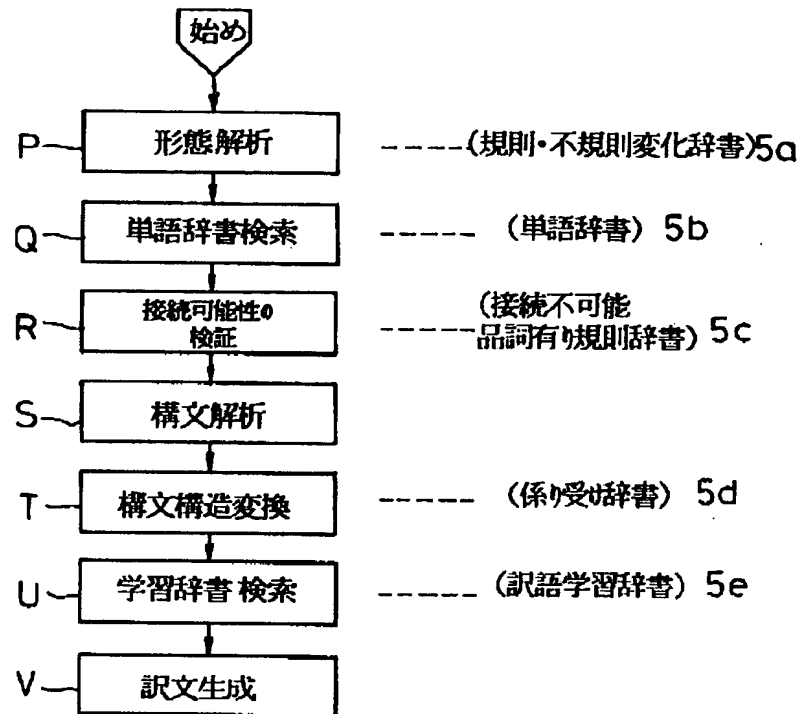 始め
P 形態解析 (規則・不規則変化辞書)5a
Q 単語辞書検索 (単語辞書) 5b
R 接続可能性の
検証
(接続不可能
品詞有り規則辞書) 5c
S 構文解析
T 構文構造変換 (係り受け辞書) 5d
U 学習辞書検索 (訳語学習辞書) 5e
V 訳文生成